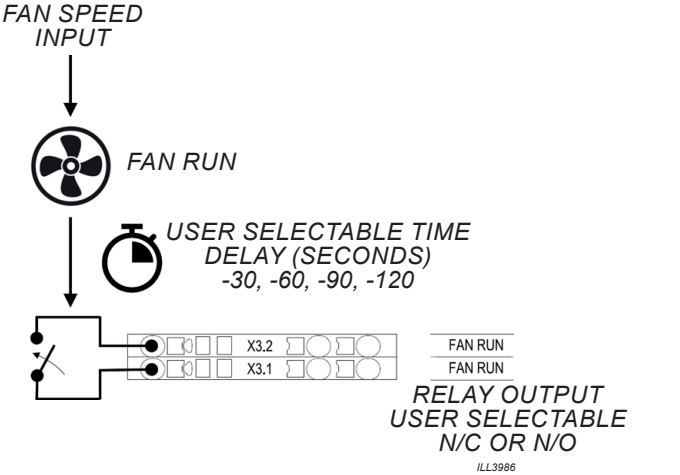 FAN SPEED
INPUT
FAN RUN
USER SELECTABLE TIME
DELAY (SECONDS)
-30, -60, -90, -120
X3.2
FAN RUN
X3.1
FAN RUN
RELAY OUTPUT
USER SELECTABLE
N/C OR N/O
ILL3986